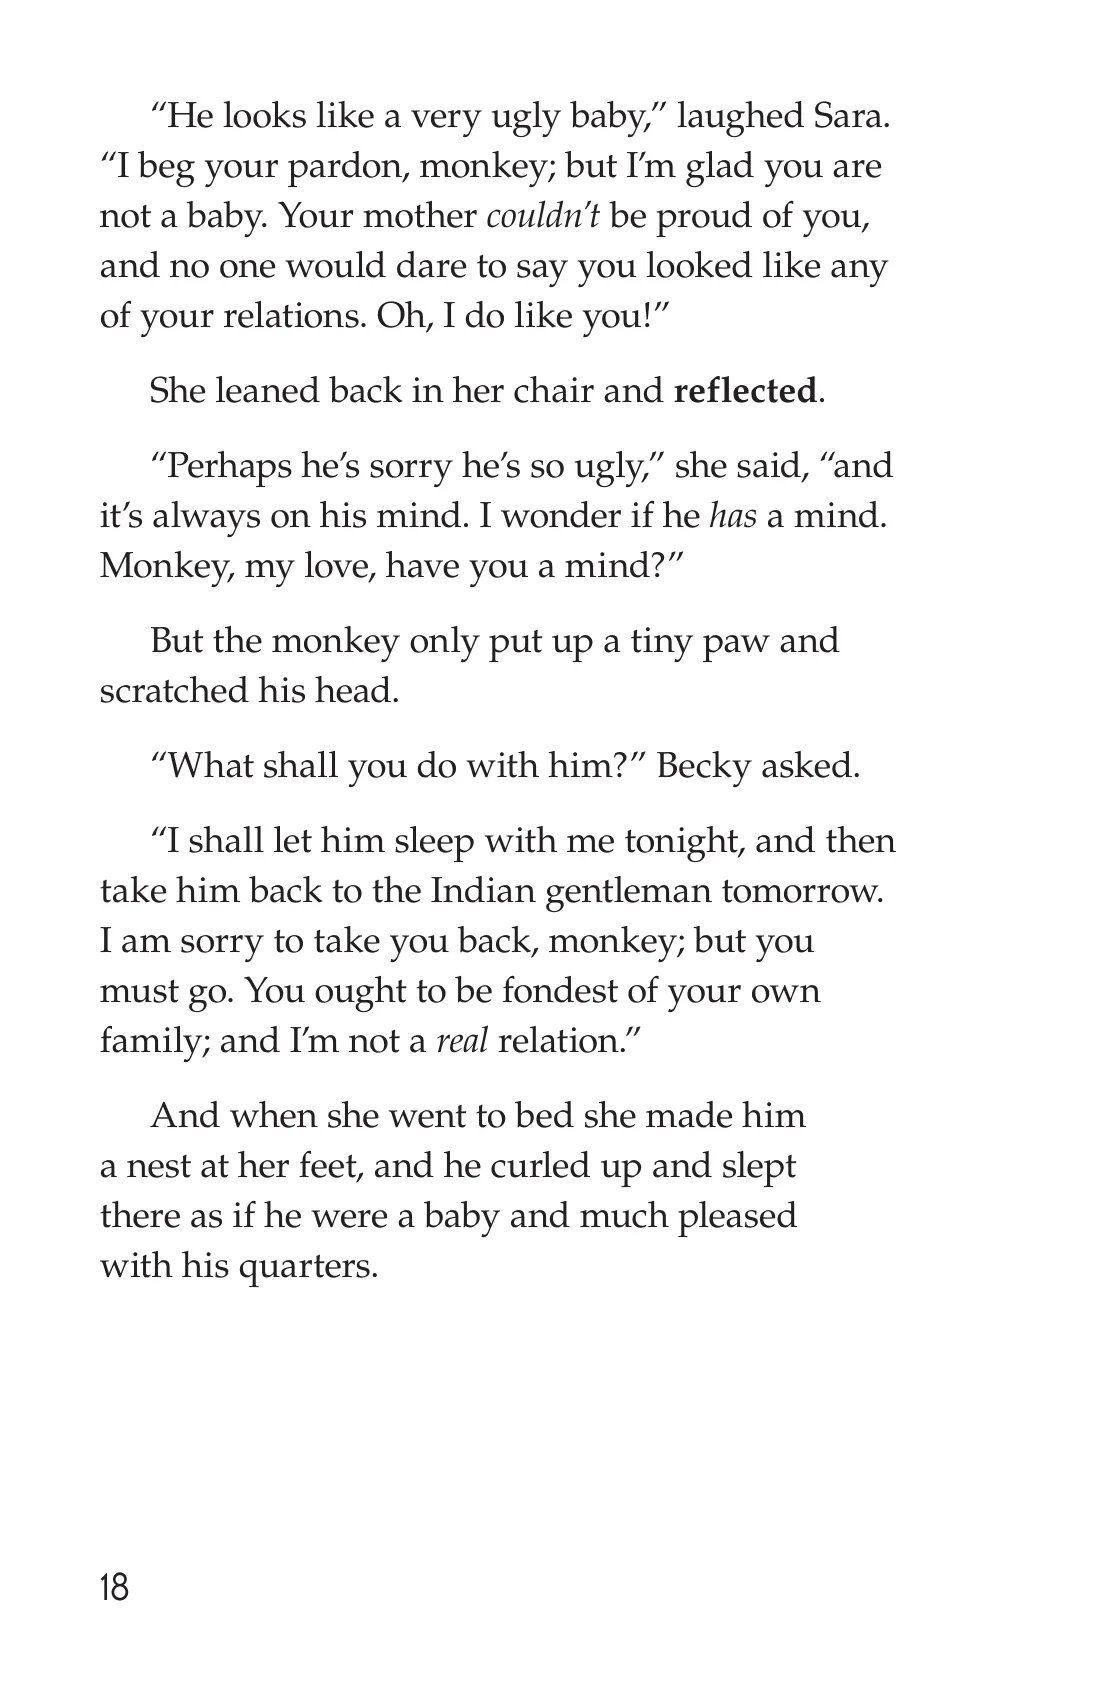 “He looks like a very ugly baby,” laughed Sara.
“I beg your pardon, monkey; but I’m glad you are
not a baby. Your mother couldn’t be proud of you,
and no one would dare to say you looked like any
of your relations. Oh, I do like you!”
She leaned back in her chair and reflected.
“Perhaps he’s sorry he’s so ugly,” she said, “and
it’s always on his mind. I wonder if he has a mind.
Monkey, my love, have you a mind?”
But the monkey only put up a tiny paw and
scratched his head.
“What shall you do with him?” Becky asked.
“I shall let him sleep with me tonight, and then
take him back to the Indian gentleman tomorrow.
I am sorry to take you back, monkey; but you
must go. You ought to be fondest of your own
family; and I’m not a real relation.”
And when she went to bed she made him
a nest at her feet, and he curled up and slept
there as if he were a baby and much pleased
with his quarters.
18